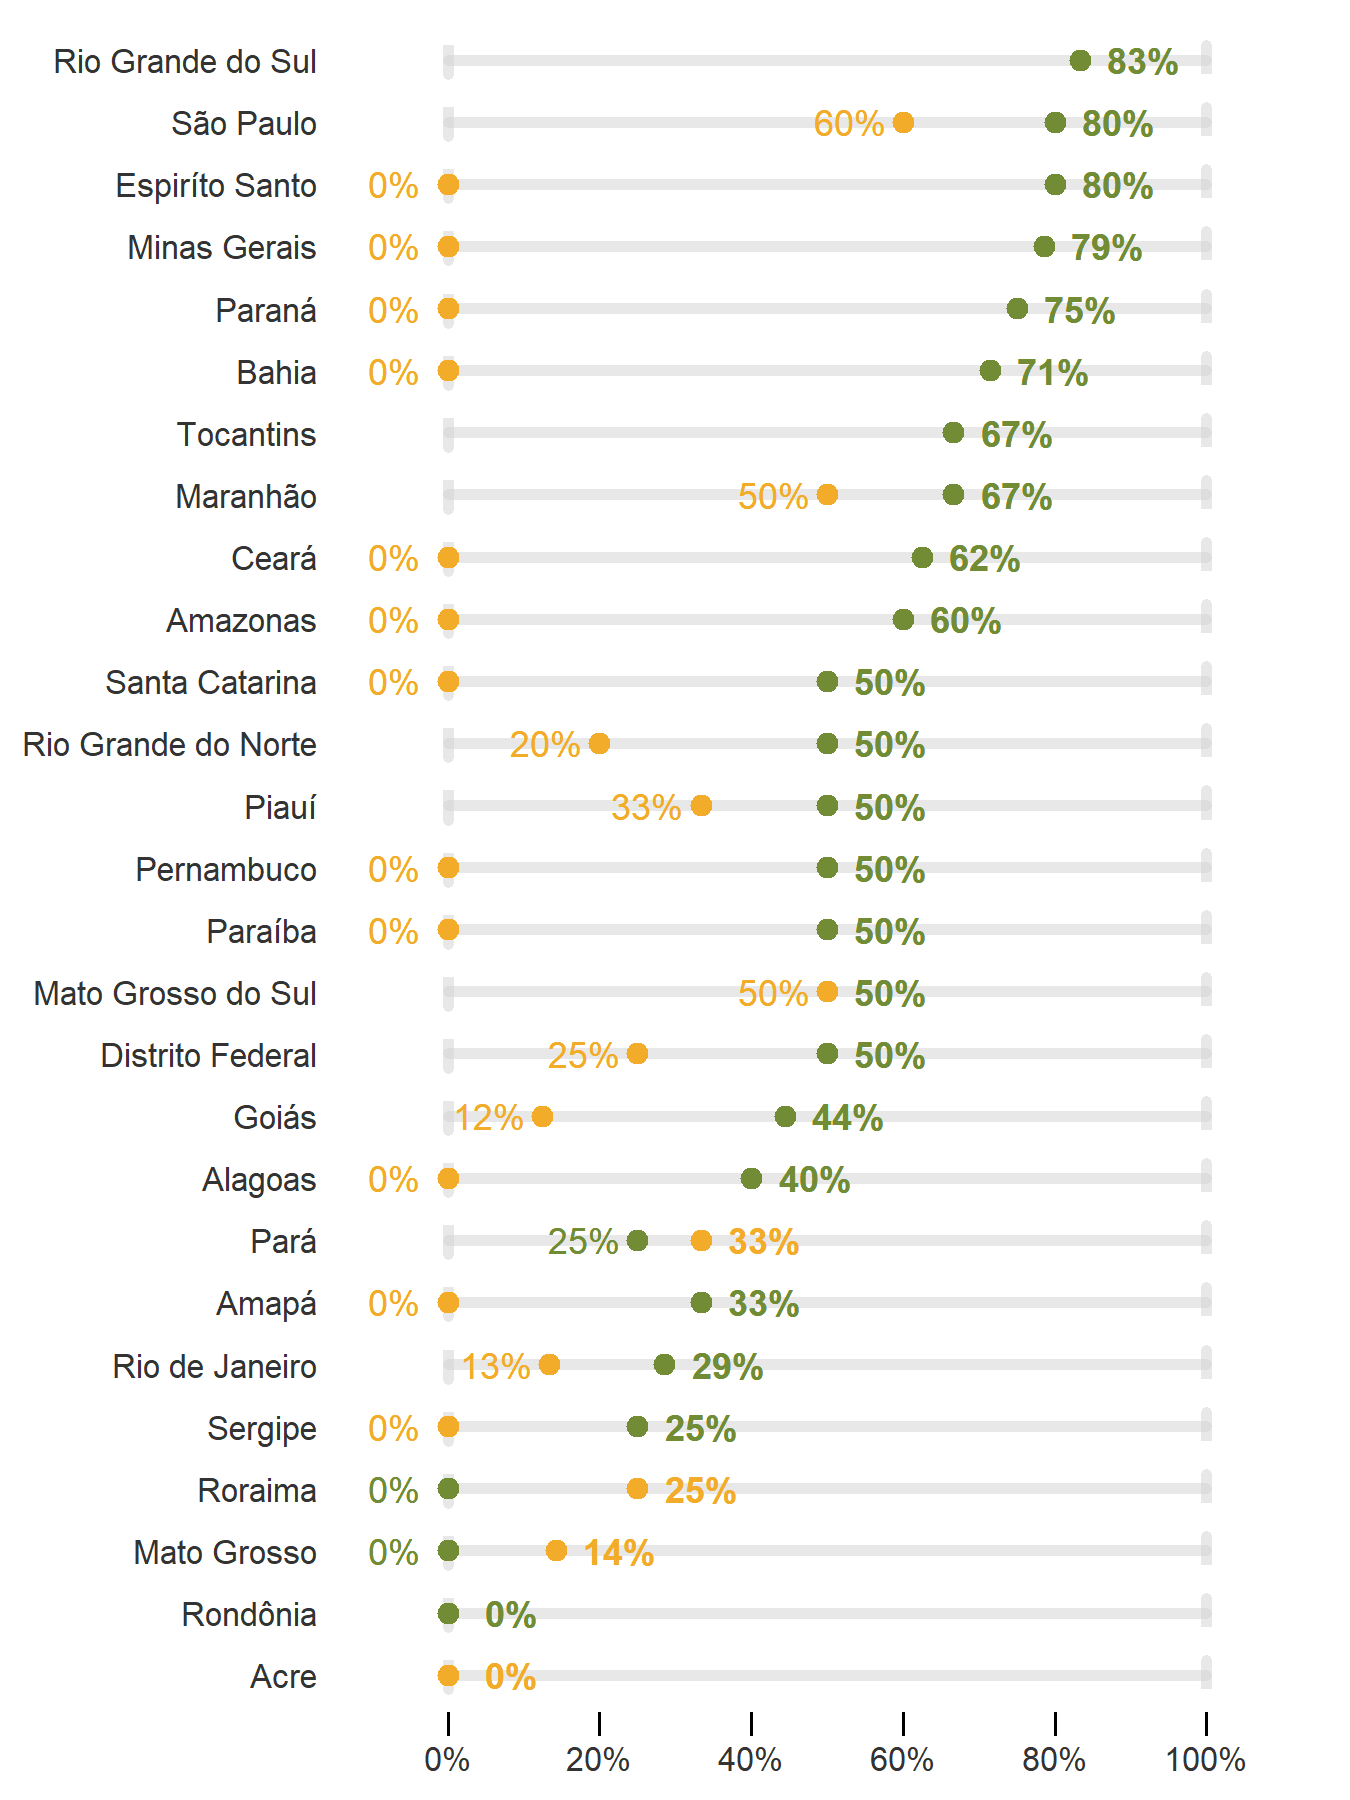 Rio Grande do Sul 83%
São Paulo 60% 80%
Espiríto Santo 0% 80%
Minas Gerais 0% 79%
Paraná 0% 75%
Bahia 0% 71%
Tocantins 67%
Maranhão 50% 67%
Ceará 0% 62%
Amazonas 0% 60%
Santa Catarina 0% 50%
Rio Grande do Norte 20% 50%
Piauí 33% 50%
Pernambuco 0% 50%
Paraíba 0% 50%
Mato Grosso do Sul 50% 50%
Distrito Federal 25% 50%
Goiás 12% 44%
Alagoas 0% 40%
Pará 25% 33%
Amapá 0% 33%
Rio de Janeiro 13% 29%
Sergipe 0% 25%
Roraima 0% 25%
Mato Grosso 0% 14%
Rondônia 0%
Acre 0%
0% 20% 40% 60% 80% 100%